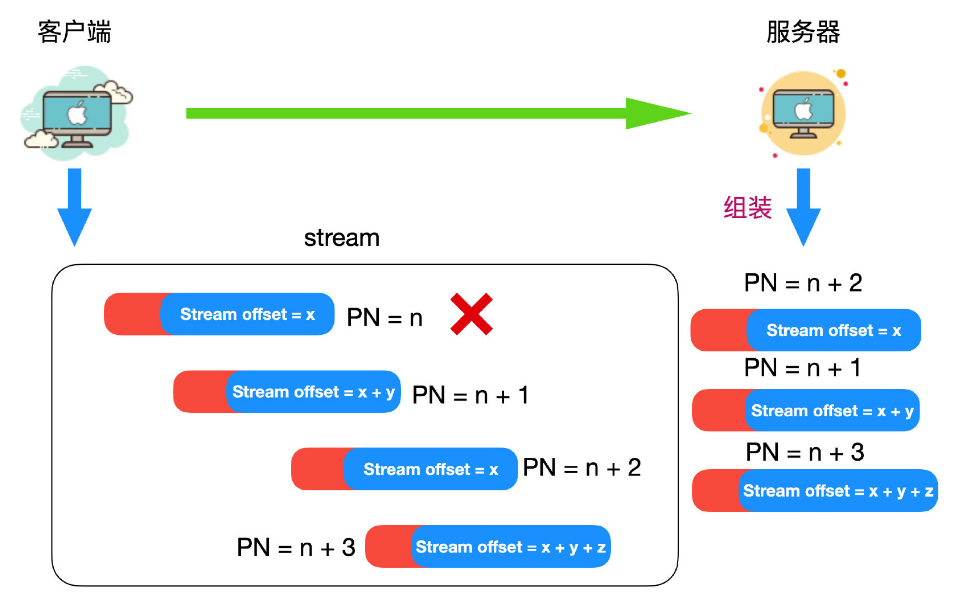 客户端
服务器
组装
stream
Stream offset = x
PN = n
Stream offset = x + y
PN = n + 1
Stream offset = x
PN = n + 2
PN = n + 3
Stream offset = x + y + z
PN = n + 2
Stream offset = x
PN = n + 1
Stream offset = x + y
PN = n + 3
Stream offset = x + y + z